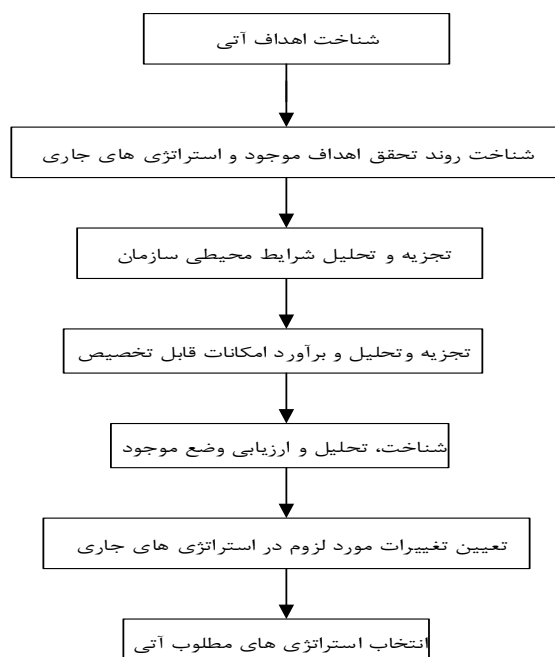 شناخت اهداف آتی
شناخت روند تحقق اهداف موجود و استراتژی های جاری
تجزیه و تحلیل شرایط محیطی سازمان
تجزیه وتحلیل و برآورد امکانات قابل تخصیص
شناخت، تحلیل و ارزیابی وضع موجود
تعیین تغییرات مورد لزوم در استراتژی های جاری
انتخاب استراتژی های مطلوب آتی